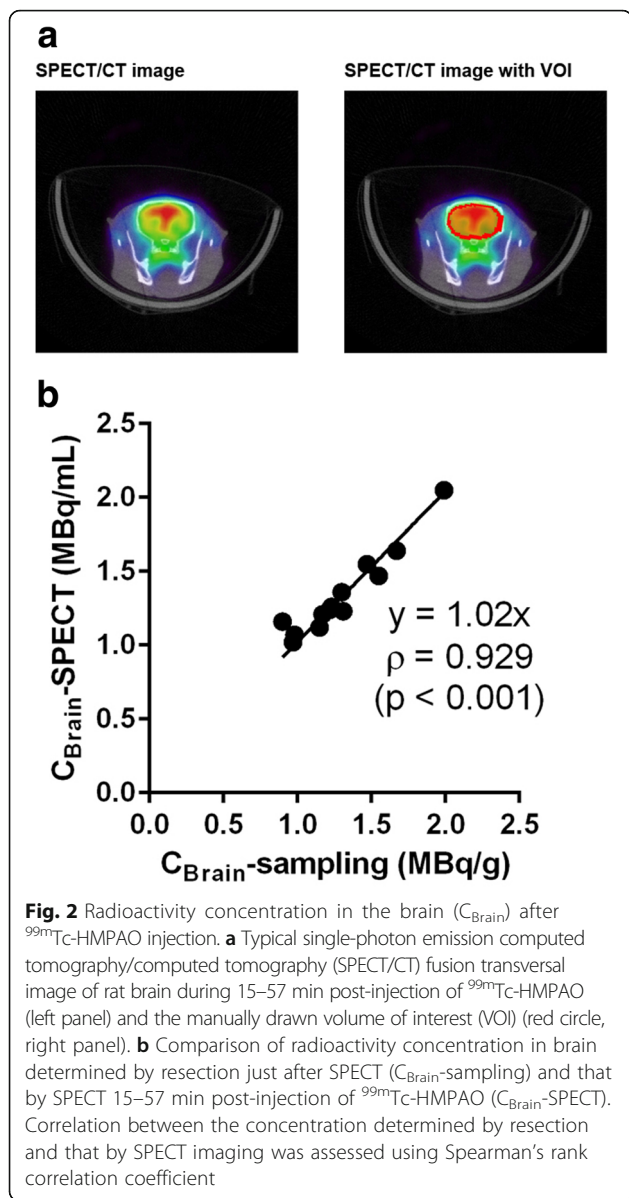 a
SPECT/CT image
SPECT/CT image with VOI
b
2.5
2.0
1.5
1.0
0.5
0.0
C_Brain-SPECT (MBq/mL)
y = 1.02x
ρ = 0.929
(p < 0.001)
0.0 0.5 1.0 1.5 2.0 2.5
C_Brain-sampling (MBq/g)
Fig. 2 Radioactivity concentration in the brain (C_Brain) after
⁹⁹ᵐTc-HMPAO injection. a Typical single-photon emission computed
tomography/computed tomography (SPECT/CT) fusion transversal
image of rat brain during 15–57 min post-injection of ⁹⁹ᵐTc-HMPAO
(left panel) and the manually drawn volume of interest (VOI) (red circle,
right panel). b Comparison of radioactivity concentration in brain
determined by resection just after SPECT (C_Brain-sampling) and that
by SPECT 15–57 min post-injection of ⁹⁹ᵐTc-HMPAO (C_Brain-SPECT).
Correlation between the concentration determined by resection
and that by SPECT imaging was assessed using Spearman's rank
correlation coefficient